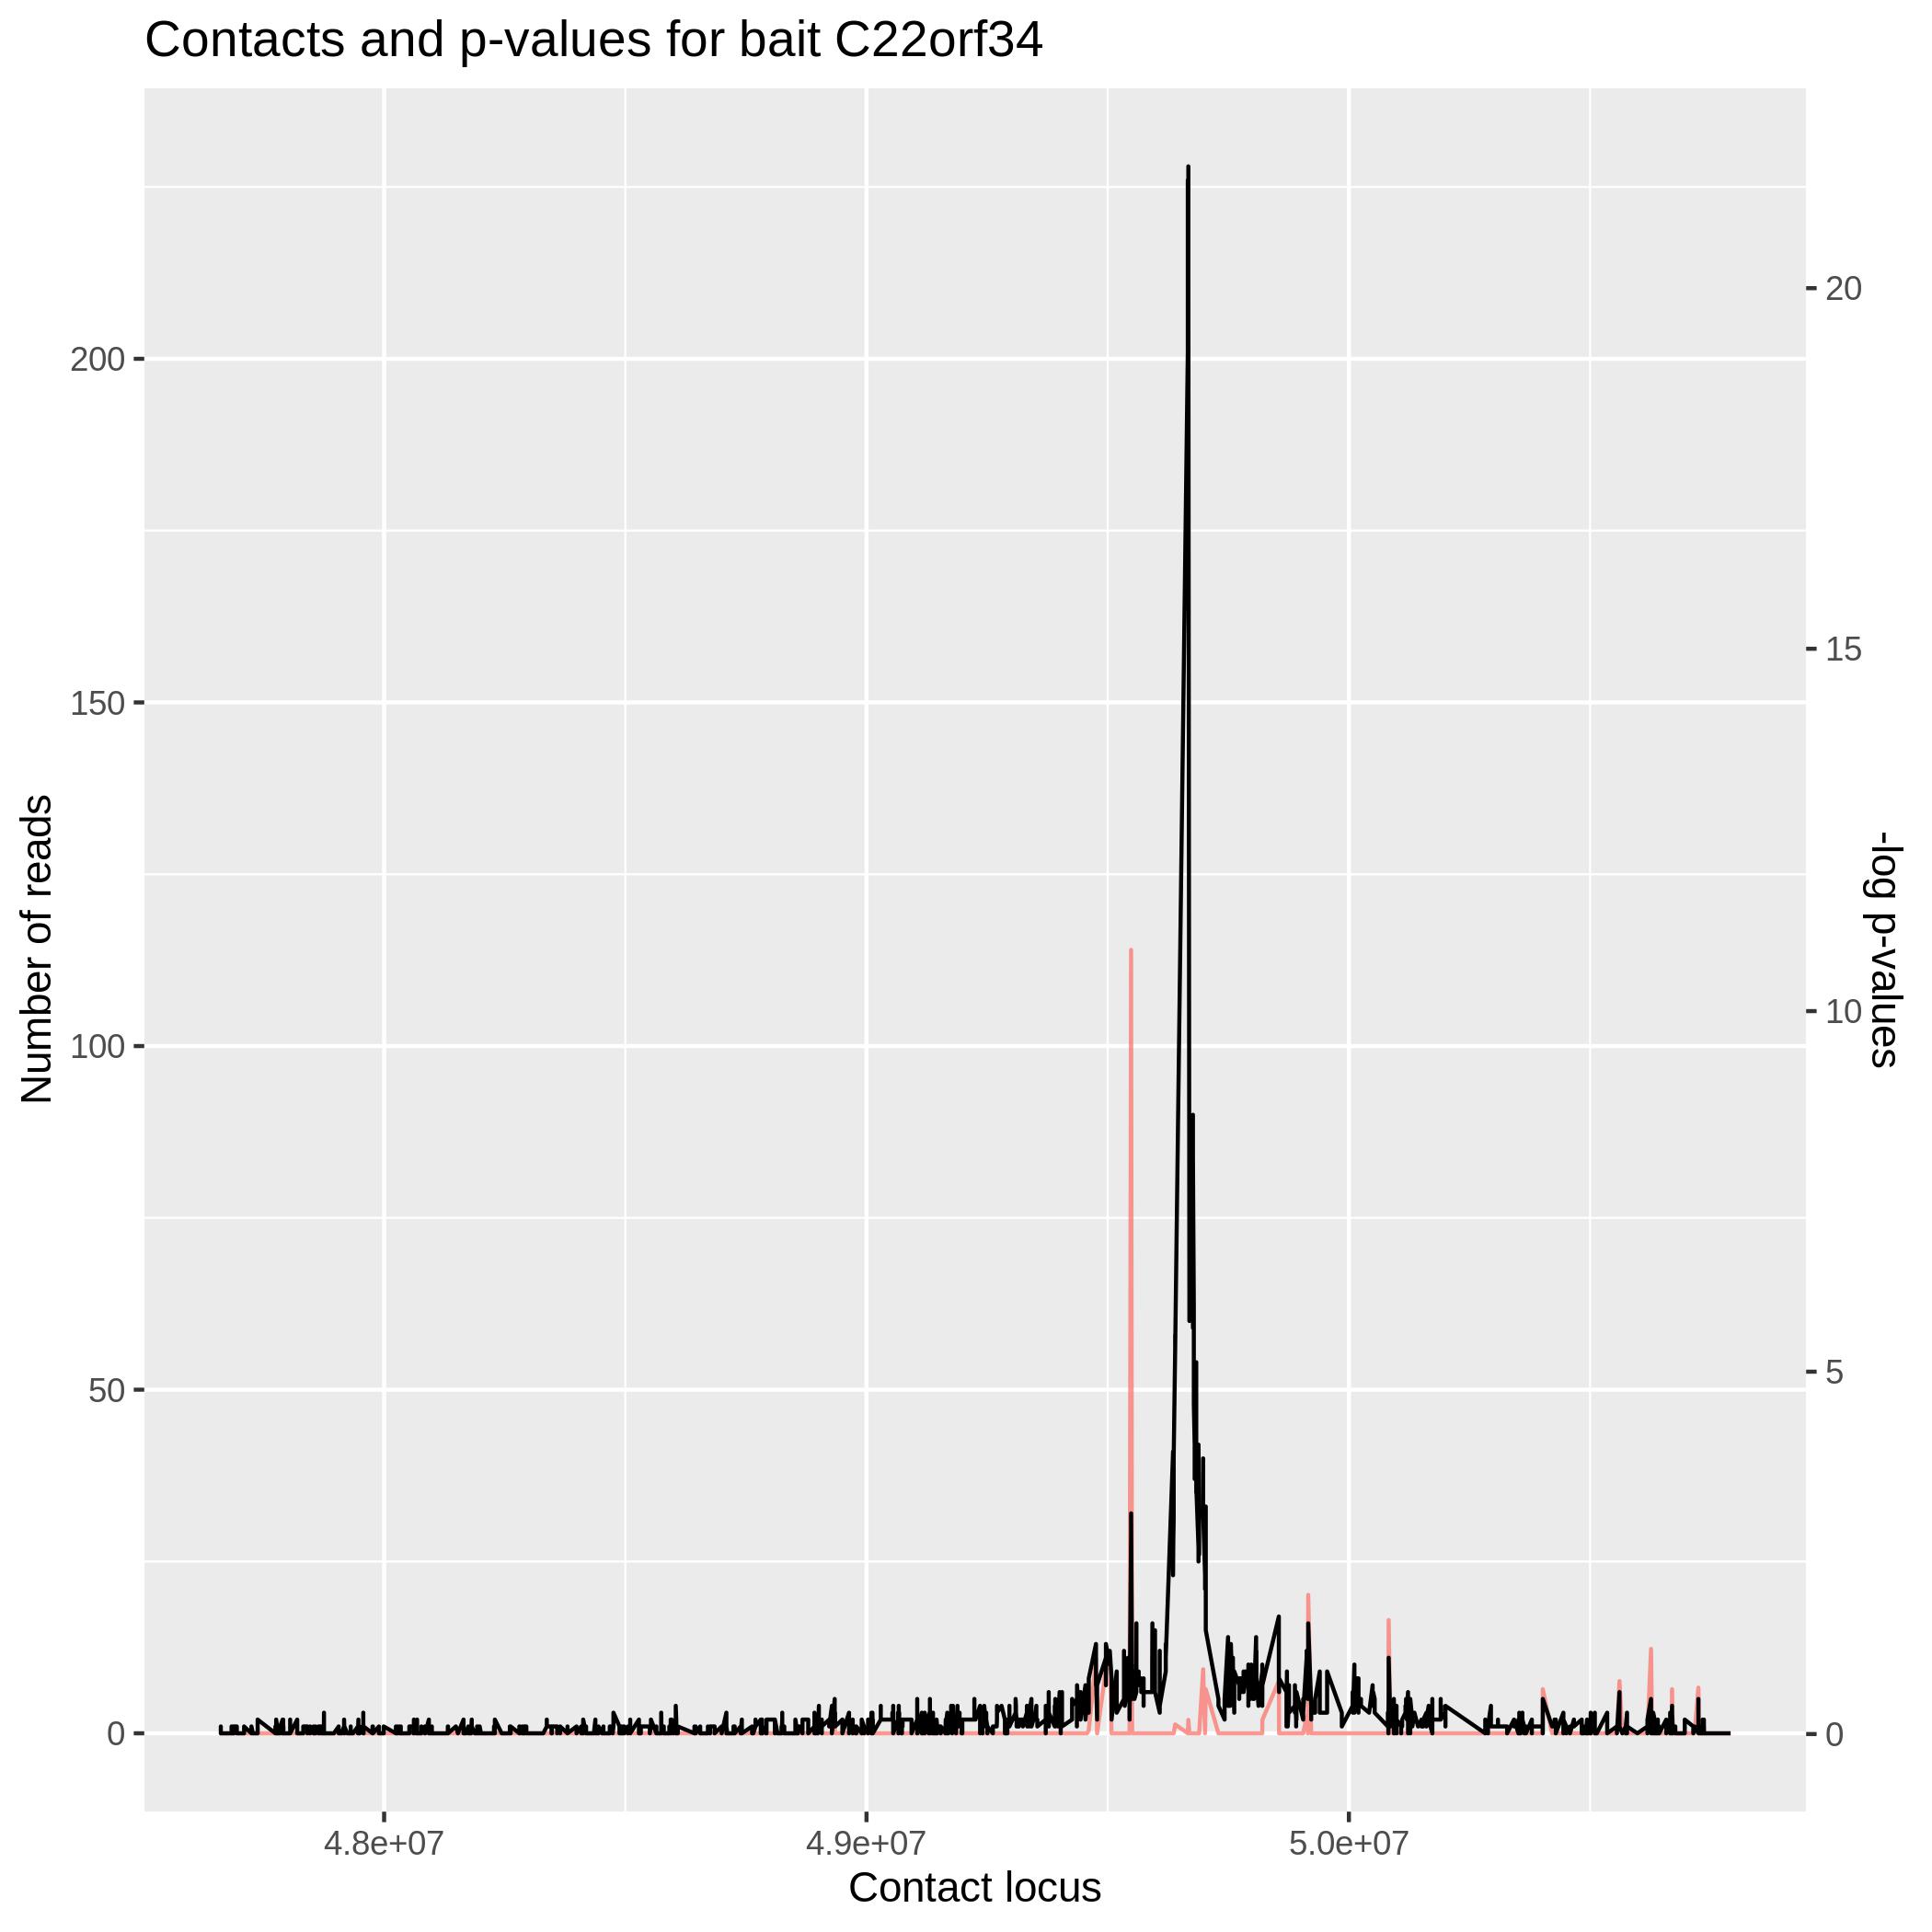 Contacts and p-values for bait C22orf34
200
150
100
50
0
Number of reads
20
15
10
5
0
-log p-values
4.8e+07
4.9e+07
5.0e+07
Contact locus